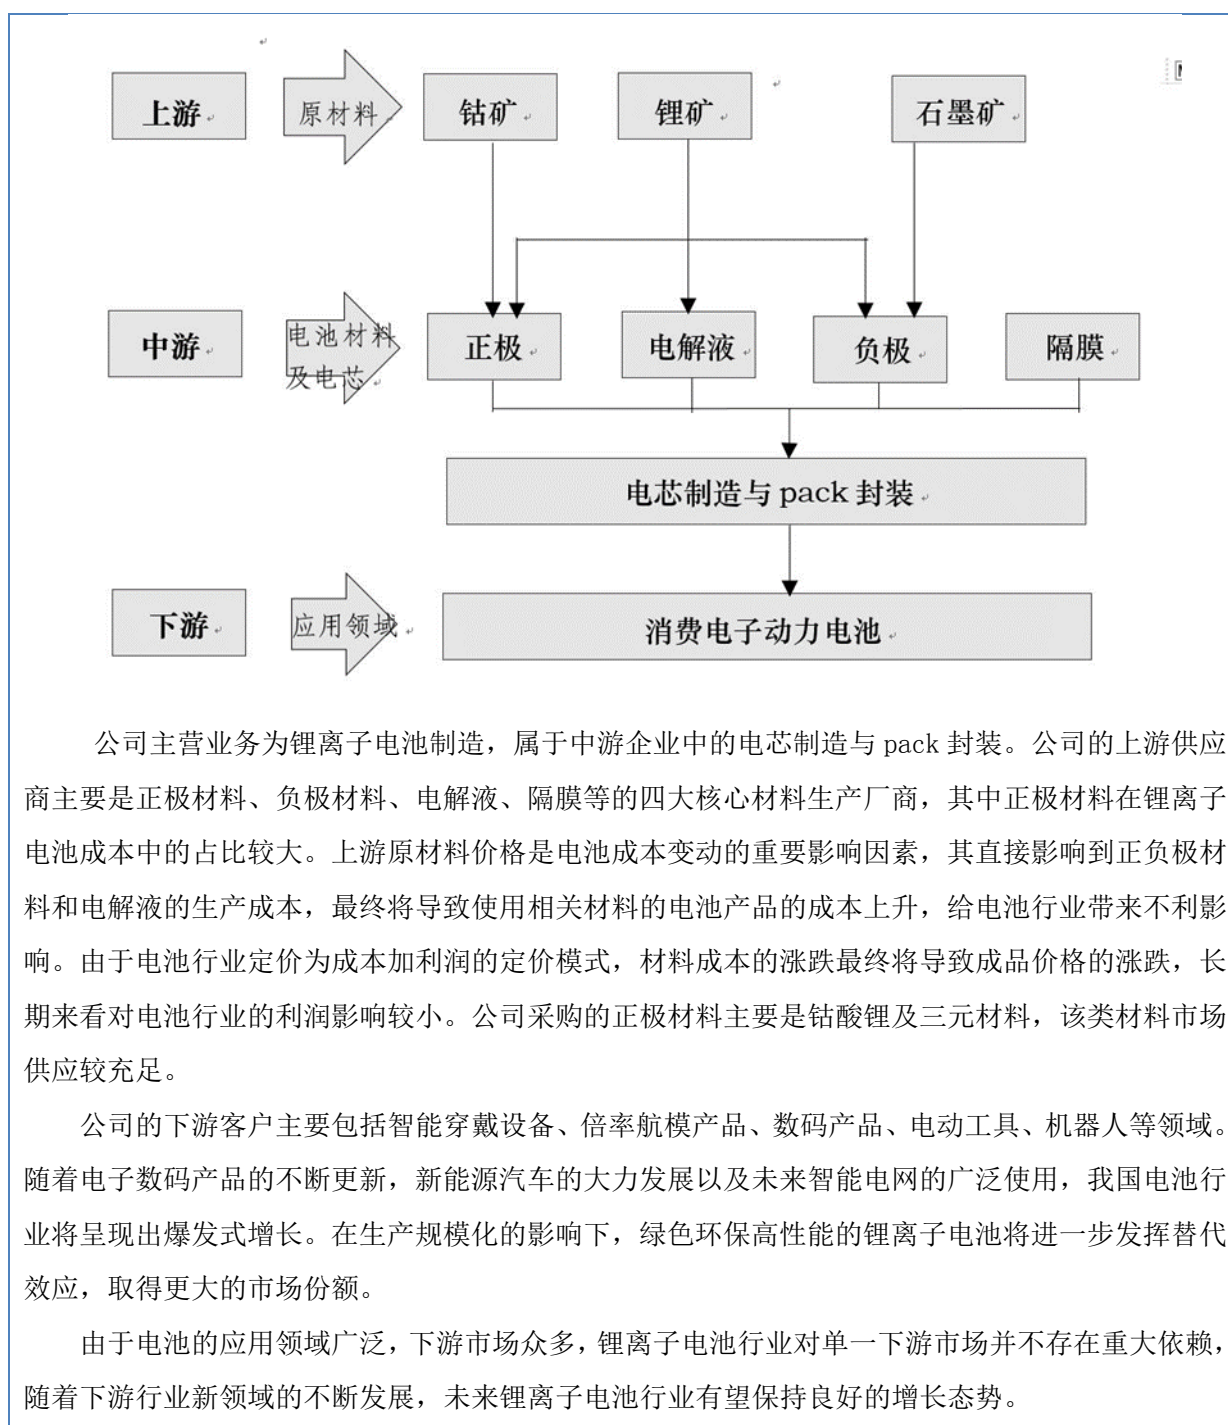 上游
原材料
钴矿
锂矿
石墨矿
中游
电池材料
及电芯
正极
电解液
负极
隔膜
电芯制造与 pack 封装
下游
应用领域
消费电子动力电池
公司主营业务为锂离子电池制造，属于中游企业中的电芯制造与 pack 封装。公司的上游供应
商主要是正极材料、负极材料、电解液、隔膜等的四大核心材料生产厂商，其中正极材料在锂离子
电池成本中的占比较大。上游原材料价格是电池成本变动的重要影响因素，其直接影响到正负极材
料和电解液的生产成本，最终将导致使用相关材料的电池产品的成本上升，给电池行业带来不利影
响。由于电池行业定价为成本加利润的定价模式，材料成本的涨跌最终将导致成品价格的涨跌，长
期来看对电池行业的利润影响较小。公司采购的正极材料主要是钴酸锂及三元材料，该类材料市场
供应较充足。
公司的下游客户主要包括智能穿戴设备、倍率航模产品、数码产品、电动工具、机器人等领域。
随着电子数码产品的不断更新，新能源汽车的大力发展以及未来智能电网的广泛使用，我国电池行
业将呈现出爆发式增长。在生产规模化的影响下，绿色环保高性能的锂离子电池将进一步发挥替代
效应，取得更大的市场份额。
由于电池的应用领域广泛，下游市场众多，锂离子电池行业对单一下游市场并不存在重大依赖，
随着下游行业新领域的不断发展，未来锂离子电池行业有望保持良好的增长态势。